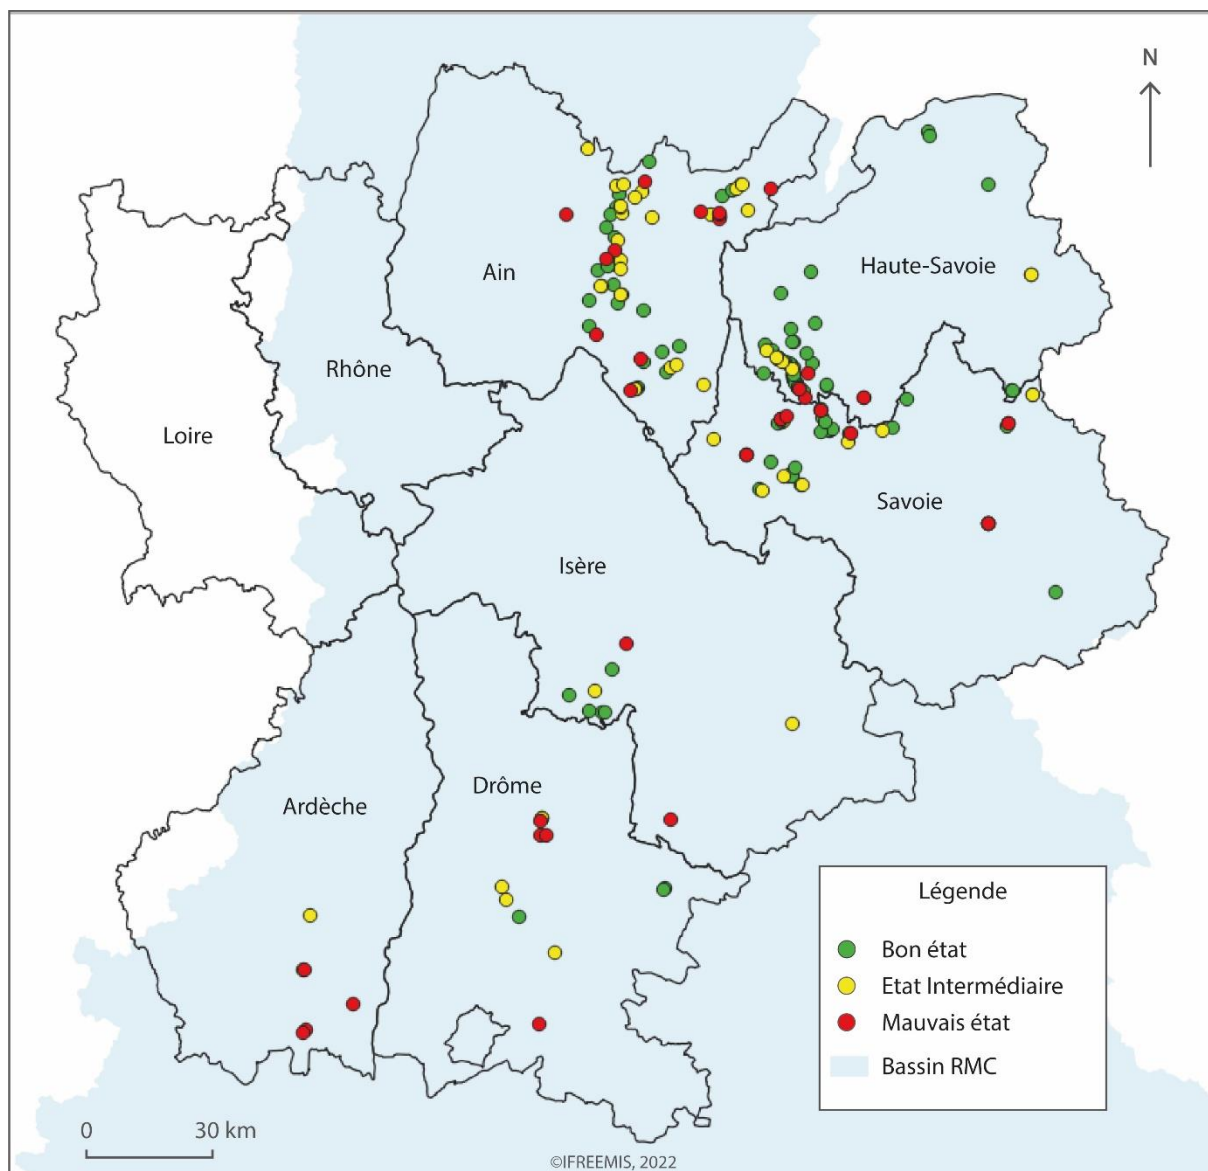 N
Ain
Haute-Savoie
Rhône
Loire
Savoie
Isère
Drôme
Ardèche
Légende
Bon état
Etat Intermédiaire
Mauvais état
Bassin RMC
0 30 km
©IFREEMIS, 2022